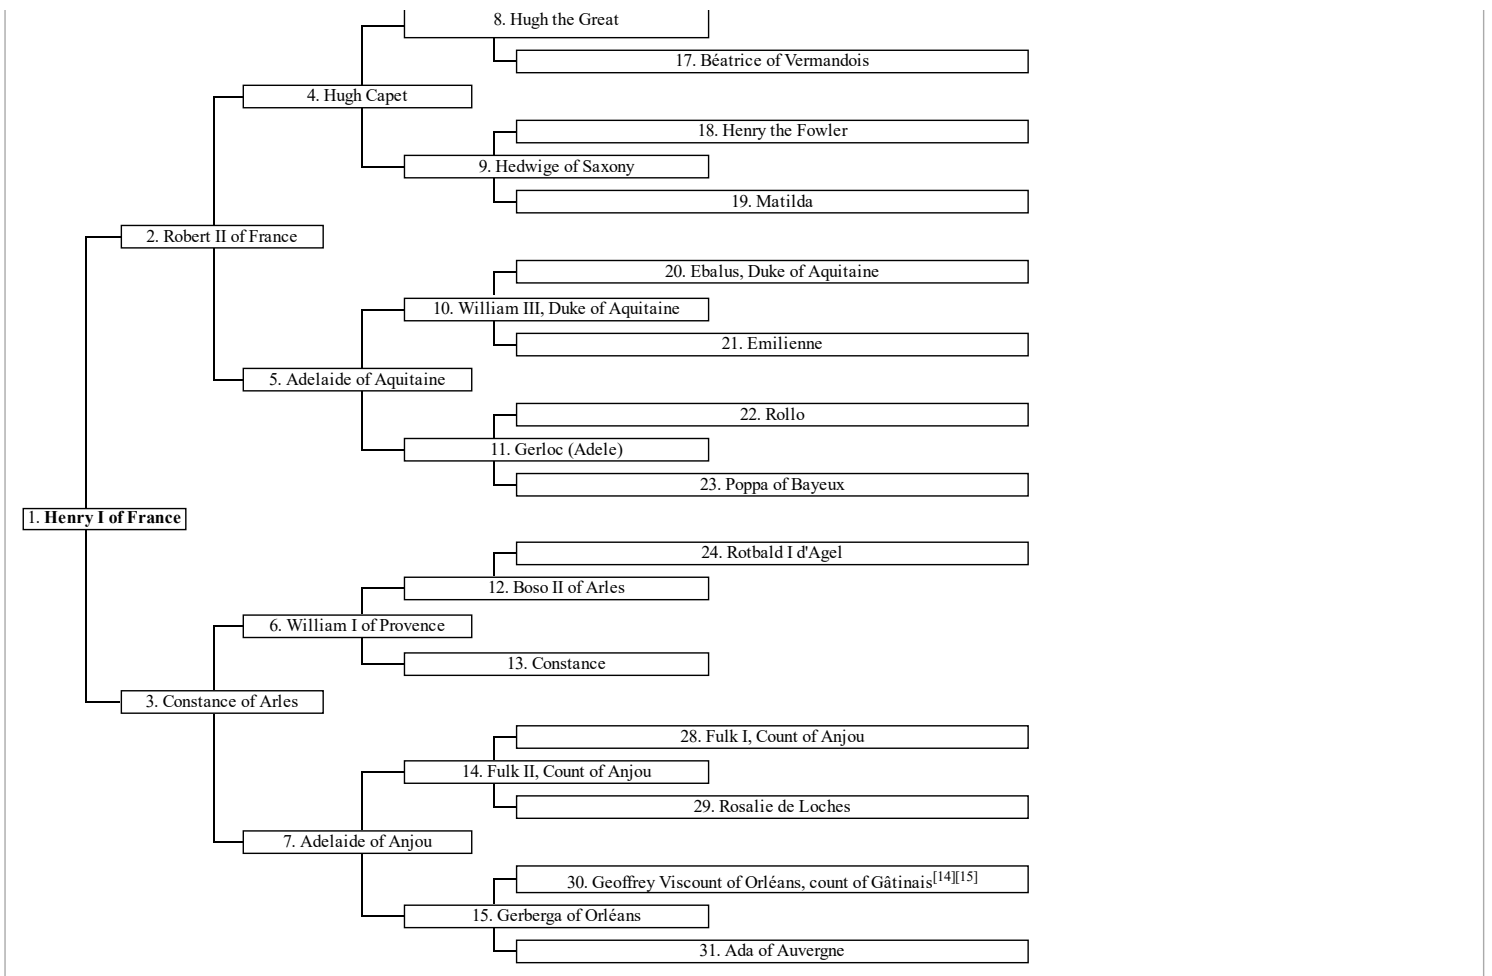 8. Hugh the Great
17. Béatrice of Vermandois
4. Hugh Capet
18. Henry the Fowler
9. Hedwige of Saxony
19. Matilda
2. Robert II of France
20. Ebalus, Duke of Aquitaine
10. William III, Duke of Aquitaine
21. Emilienne
5. Adelaide of Aquitaine
22. Rollo
11. Gerloc (Adele)
23. Poppa of Bayeux
1. Henry I of France
24. Rotbald I d'Agel
12. Boso II of Arles
6. William I of Provence
13. Constance
3. Constance of Arles
28. Fulk I, Count of Anjou
14. Fulk II, Count of Anjou
29. Rosalie de Loches
7. Adelaide of Anjou
30. Geoffrey Viscount of Orléans, count of Gâtinais[14][15]
15. Gerberga of Orléans
31. Ada of Auvergne